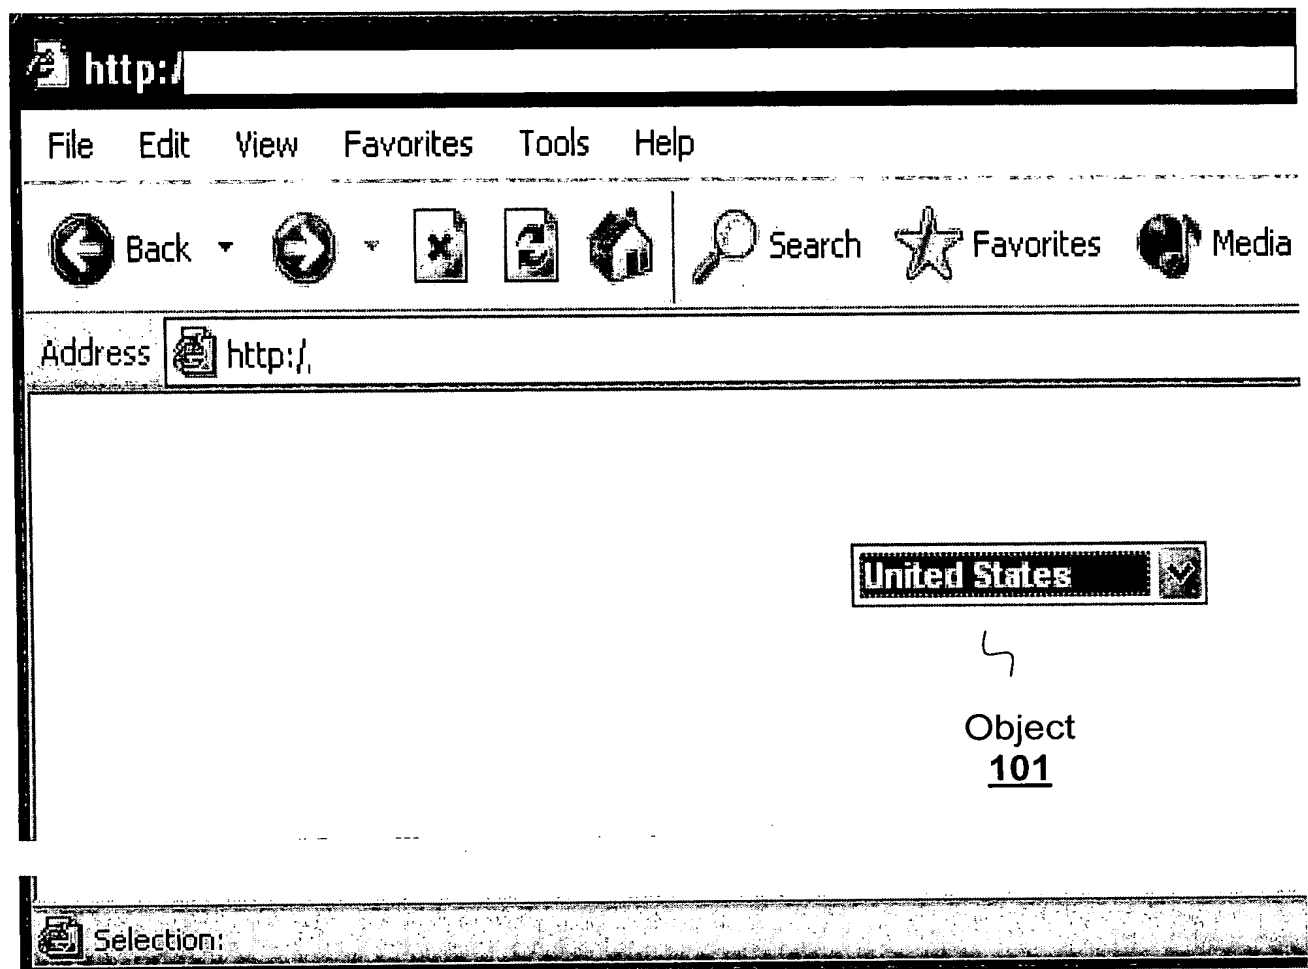 http:/
File Edit View Favorites Tools Help
Back Search Favorites Media
Address http:/
United States
Object
101
Selection: